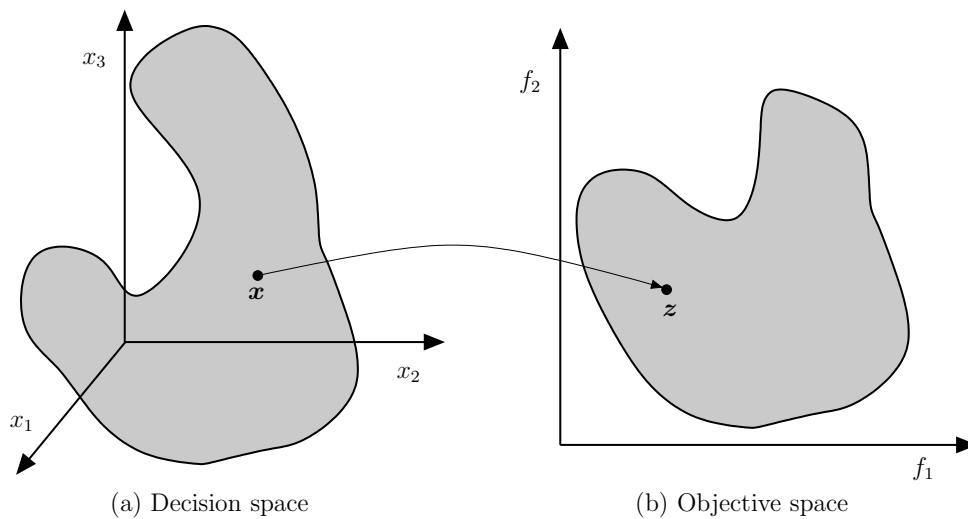 x₃
f₂
x
z
x₂
x₁
f₁
(a) Decision space
(b) Objective space